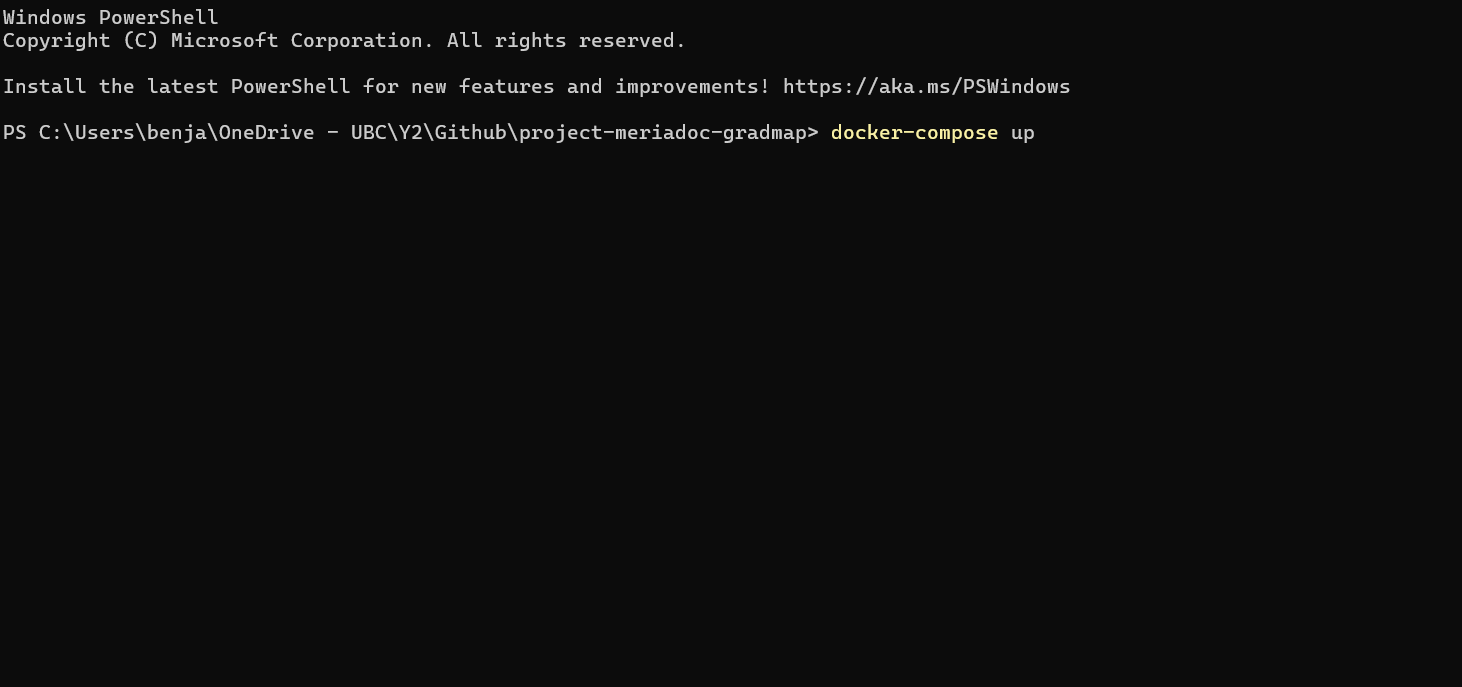 Windows PowerShell
Copyright (C) Microsoft Corporation. All rights reserved.
Install the latest PowerShell for new features and improvements! https://aka.ms/PSWindows
PS C:\Users\benja\OneDrive - UBC\Y2\Github\project-meriadoc-gradmap> docker-compose up